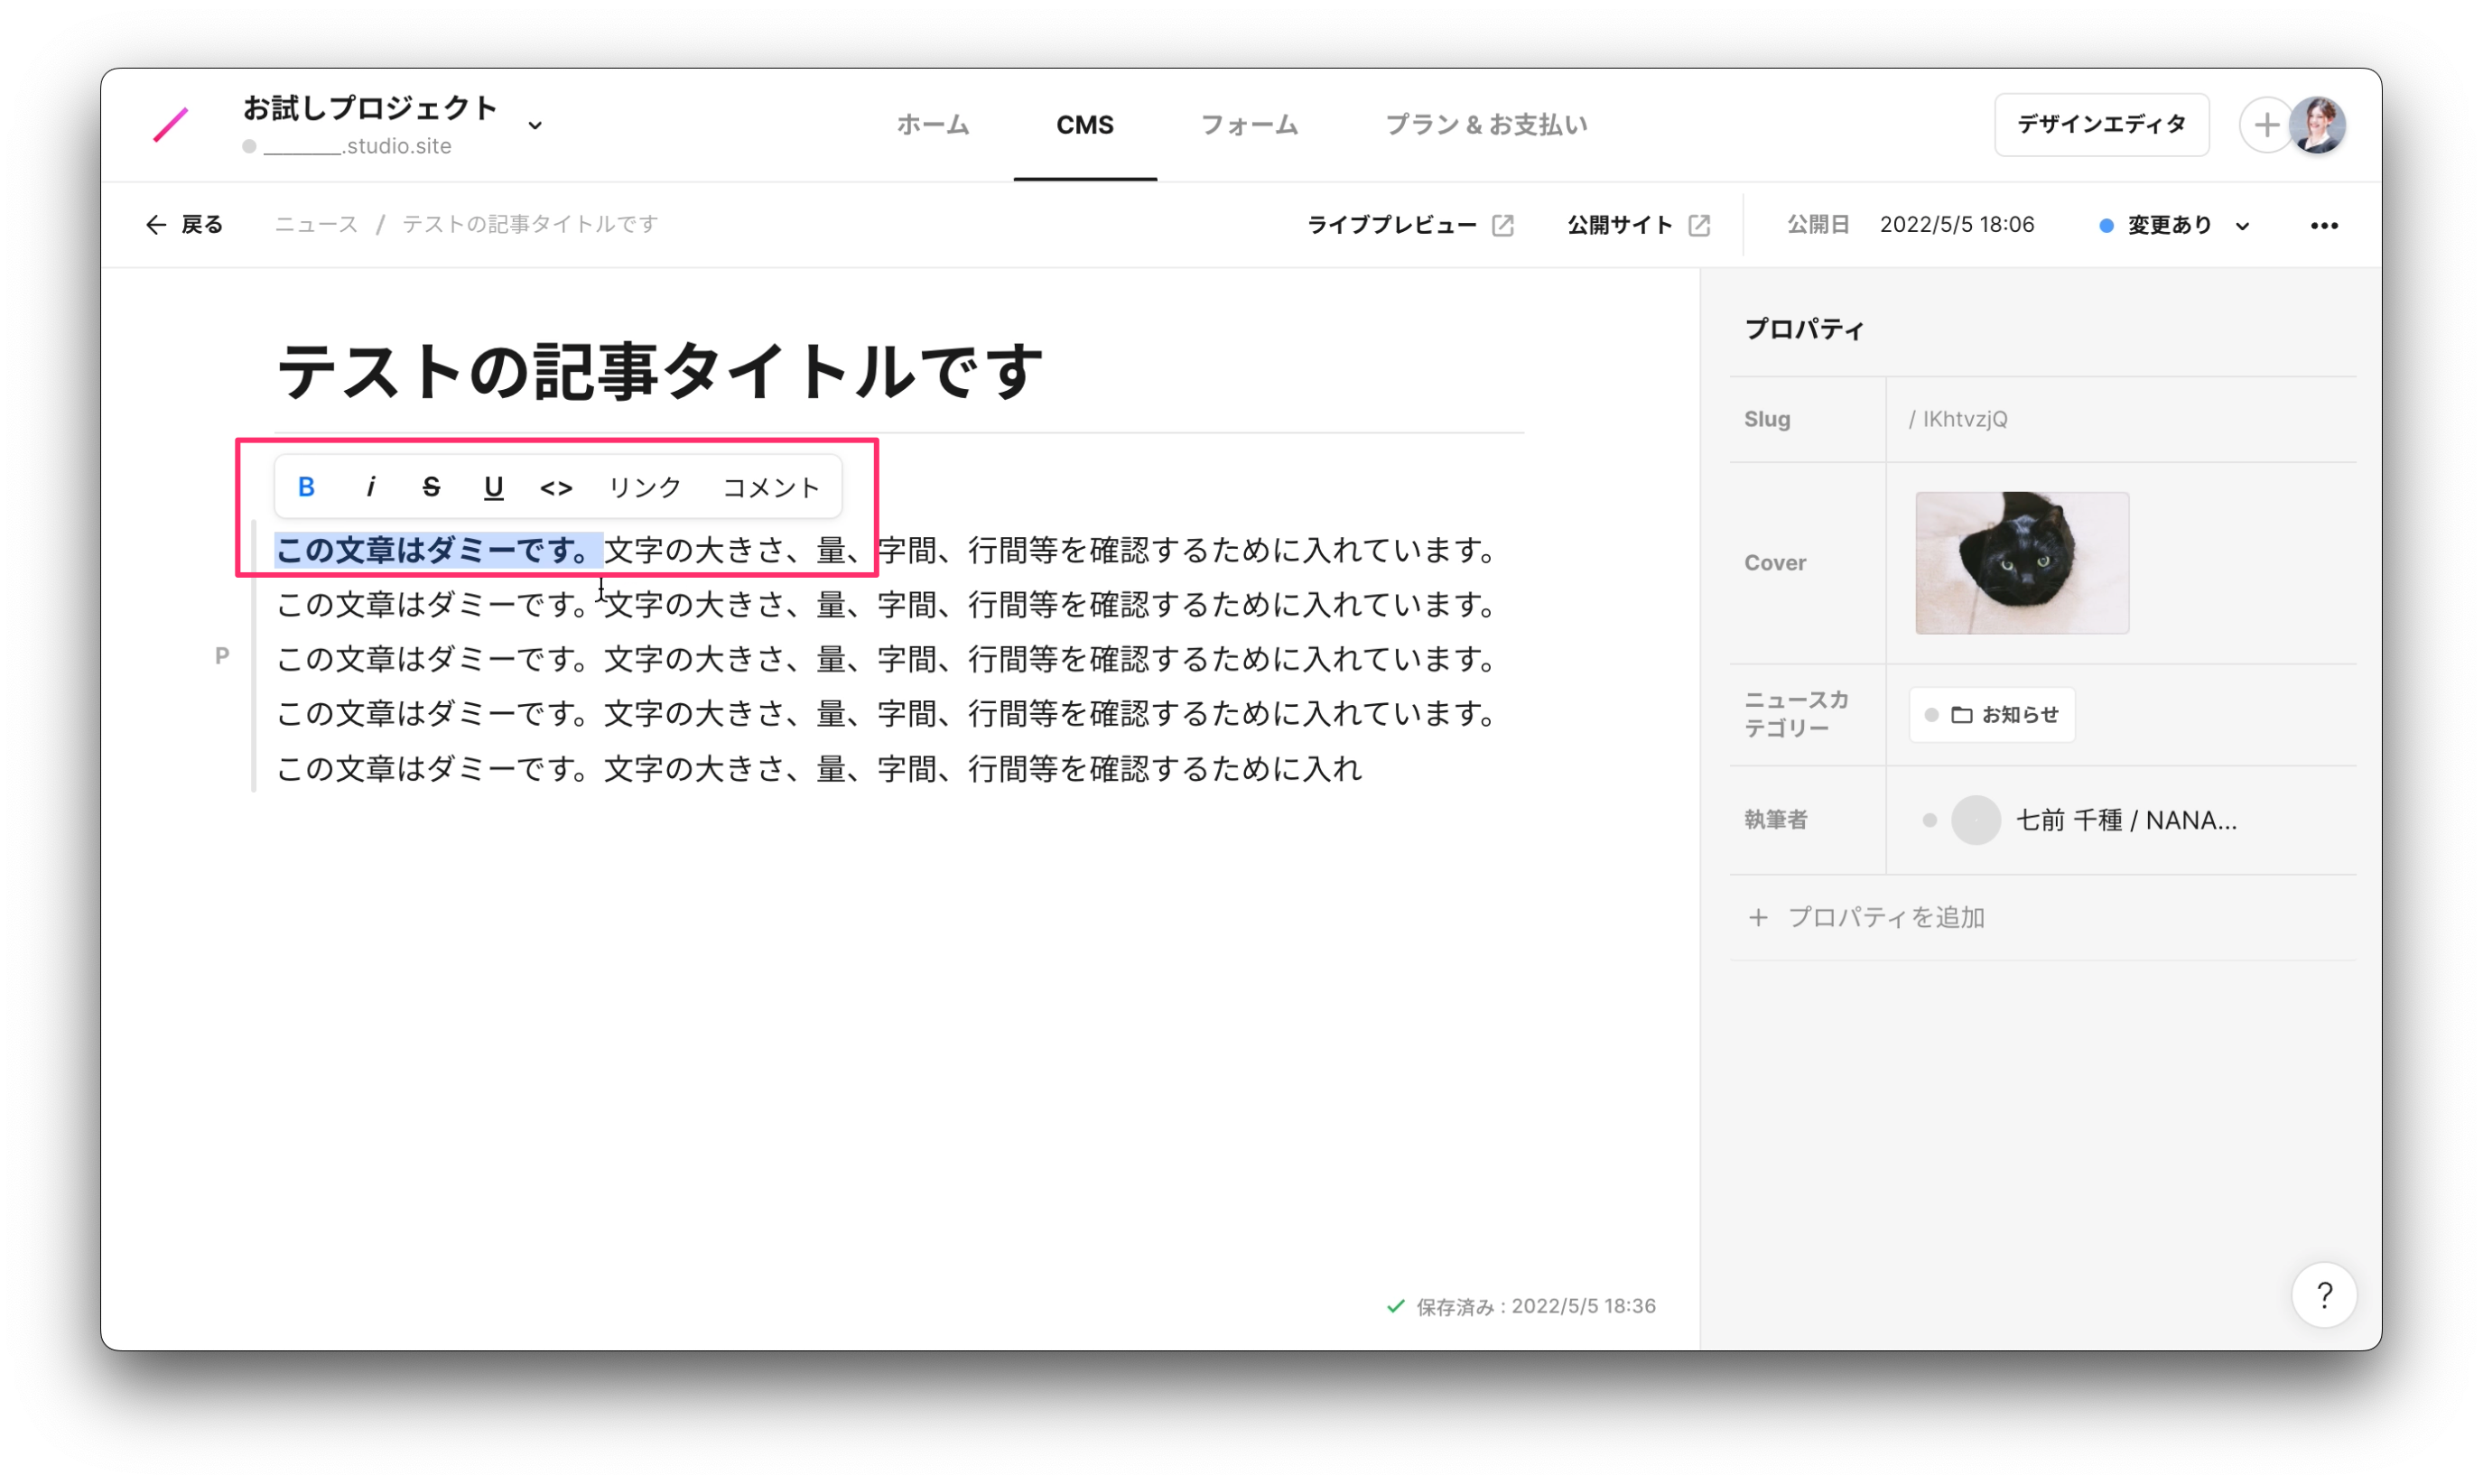 お試しプロジェクト
________.studio.site
ホーム CMS フォーム プラン & お支払い
デザインエディタ
戻る ニュース / テストの記事タイトルです
ライブプレビュー 公開サイト 公開日 2022/5/5 18:06 変更あり
テストの記事タイトルです
B i S U <> リンク コメント
この文章はダミーです。文字の大きさ、量、字間、行間等を確認するために入れています。
この文章はダミーです。文字の大きさ、量、字間、行間等を確認するために入れています。
この文章はダミーです。文字の大きさ、量、字間、行間等を確認するために入れています。
この文章はダミーです。文字の大きさ、量、字間、行間等を確認するために入れています。
この文章はダミーです。文字の大きさ、量、字間、行間等を確認するために入れ
P
保存済み : 2022/5/5 18:36
プロパティ
Slug / IKhtvzjQ
Cover
ニュースカ
テゴリー
お知らせ
執筆者 七前 千種 / NANA...
+ プロパティを追加
?